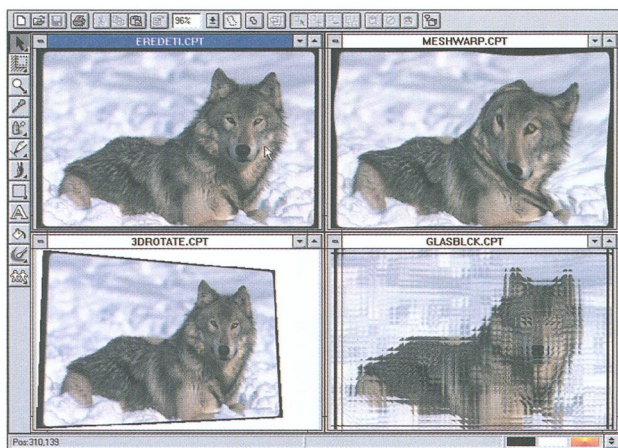 96%
EREDETI.CPT
MESHWARP.CPT
A
3DROTATE.CPT
GLASBLCK.CPT
Pos:310,139